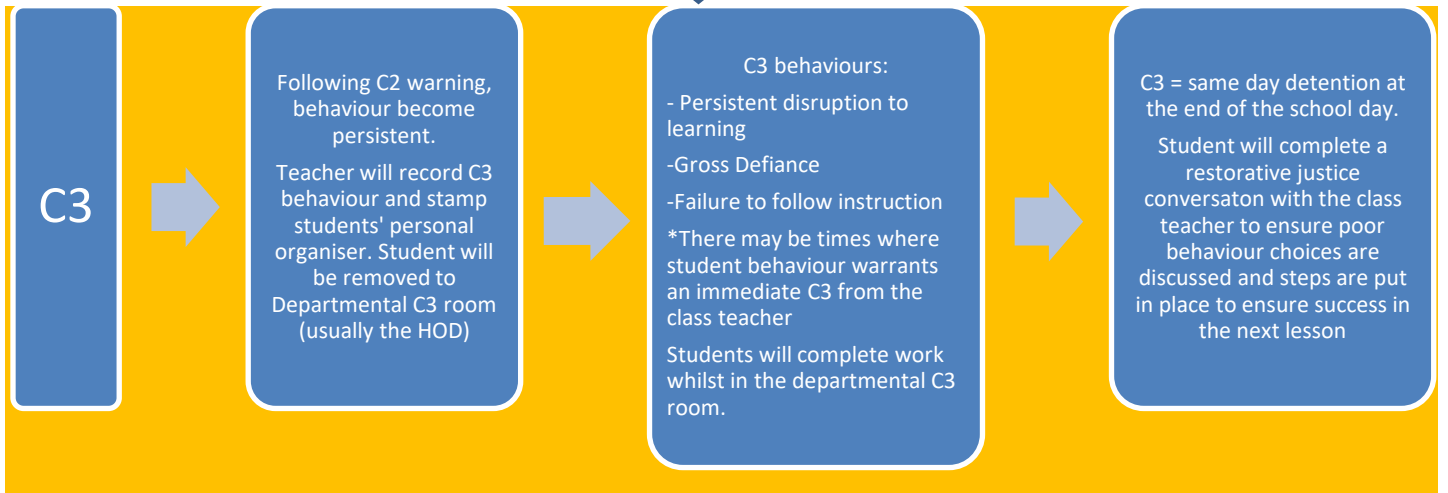 C3
Following C2 warning,
behaviour become
persistent.
Teacher will record C3
behaviour and stamp
students' personal
organiser. Student will
be removed to
Departmental C3 room
(usually the HOD)
C3 behaviours:
- Persistent disruption to
learning
-Gross Defiance
-Failure to follow instruction
*There may be times where
student behaviour warrants
an immediate C3 from the
class teacher
Students will complete work
whilst in the departmental C3
room.
C3 = same day detention at
the end of the school day.
Student will complete a
restorative justice
conversaton with the class
teacher to ensure poor
behaviour choices are
discussed and steps are put
in place to ensure success in
the next lesson